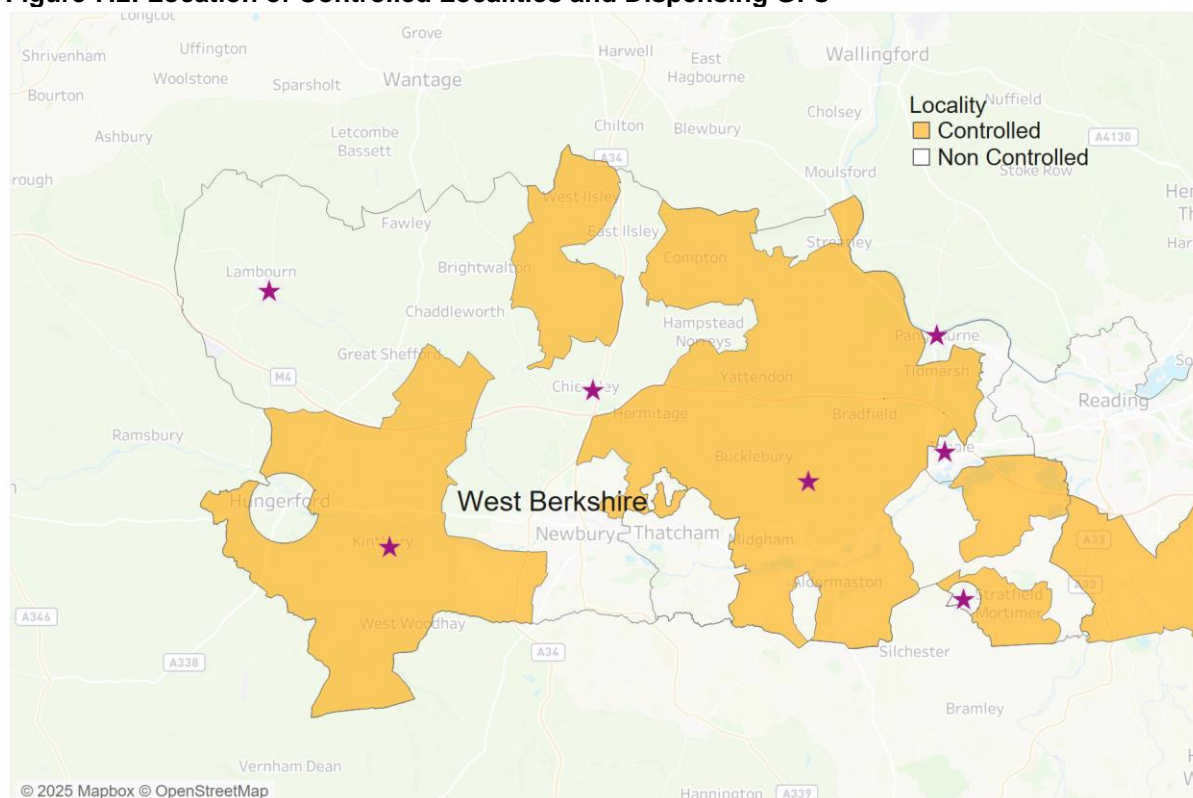 Figure 7.2: Location of Controlled Localities and Dispensing GPs
Longcot
Grove
Shrivenham
Uffington
Harwell
East
Hagbourne
Wallingford
Woolstone
Sparsholt
Wantage
Bourton
Cholsey
Locality
Nuffield
Ashbury
Letcombe
Bassett
Chilton
Blewbury
Controlled
A4130
A34
Non Controlled
Moulsford
Stoke Row
West Ilsley
Fawley
East Ilsley
Streatley
Lambourn
Brightwalton
Compton
Chaddleworth
Hampstead
Norreys
Great Shefford
Tidmarsh
M4
Yattendon
Reading
Hermitage
Bradfield
Ramsbury
Bucklebury
Hungerford
West Berkshire
Newbury
Thatcham
Midgham
A33
Aldermaston
A33
Stratfield
Mortimer
A346
West Woodhay
A338
A34
Silchester
Bramley
Vernham Dean
Hannington
A339
© 2025 Mapbox © OpenStreetMap